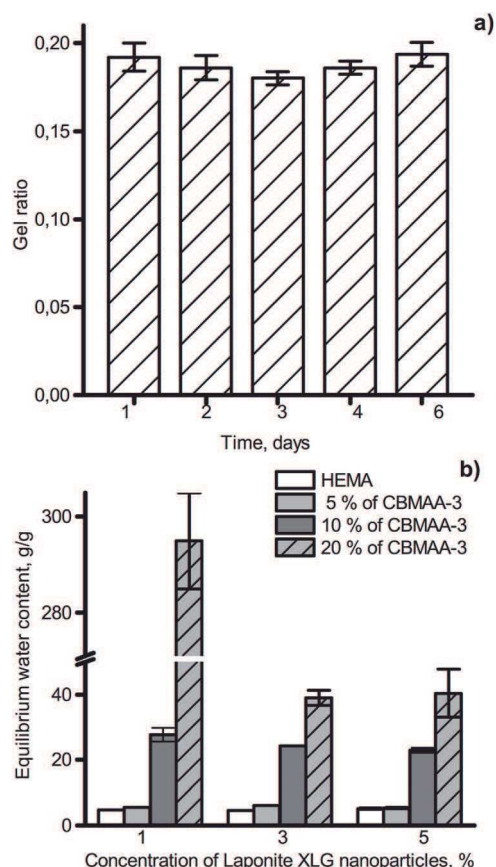 a)
0,20
0,15
0,10
0,05
0,00
Gel ratio
1 2 3 4 6
Time, days
b)
HEMA
5 % of CBMAA-3
10 % of CBMAA-3
20 % of CBMAA-3
300
280
40
20
0
Equilibrium water content, g/g
1 3 5
Concentration of Laponite XLG nanoparticles, %